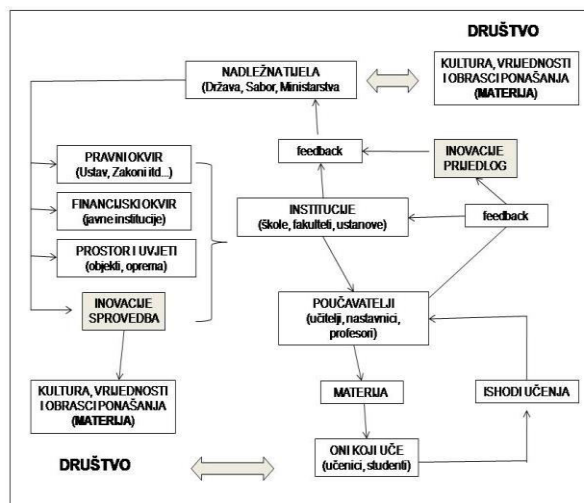 DRUŠTVO
NADLEŽNA TIJELA
(Država, Sabor, Ministarstva
KULTURA, VRIJEDNOSTI
I OBRASCI PONAŠANJA
(MATERIJA)
feedback
INOVACIJE
PRIJEDLOG
PRAVNI OKVIR
(Ustav, Zakoni itd...)
FINANCIJSKI OKVIR
(javne institucije)
INSTITUCIJE
(škole, fakulteti, ustanove)
feedback
PROSTOR I UVJETI
(objekti, oprema)
INOVACIJE
SPROVEDBA
POUČAVATELJI
(učitelji, nastavnici,
profesori)
KULTURA, VRIJEDNOSTI
I OBRASCI PONAŠANJA
(MATERIJA)
MATERIJA
ISHODI UČENJA
DRUŠTVO
ONI KOJI UČE
(učenici, studenti)